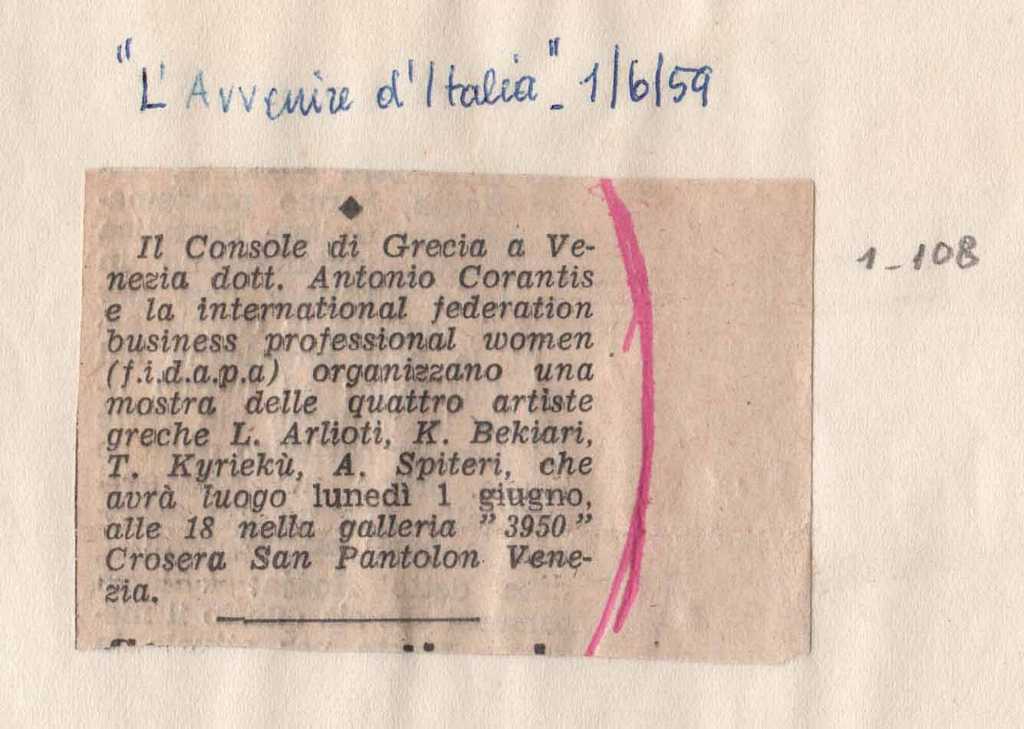 "L'Avvenire d'Italia"_ 1/6/59
◆
Il Console di Grecia a Ve-
nezia dott. Antonio Corantis
e la international federation
business professional women
(f.i.d.a.p.a) organizzano una
mostra delle quattro artiste
greche L. Arlioti, K. Bekiari,
T. Kyriekù, A. Spiteri, che
avrà luogo lunedì 1 giugno,
alle 18 nella galleria "3950"
Crosera San Pantolon Vene-
zia.
1_108